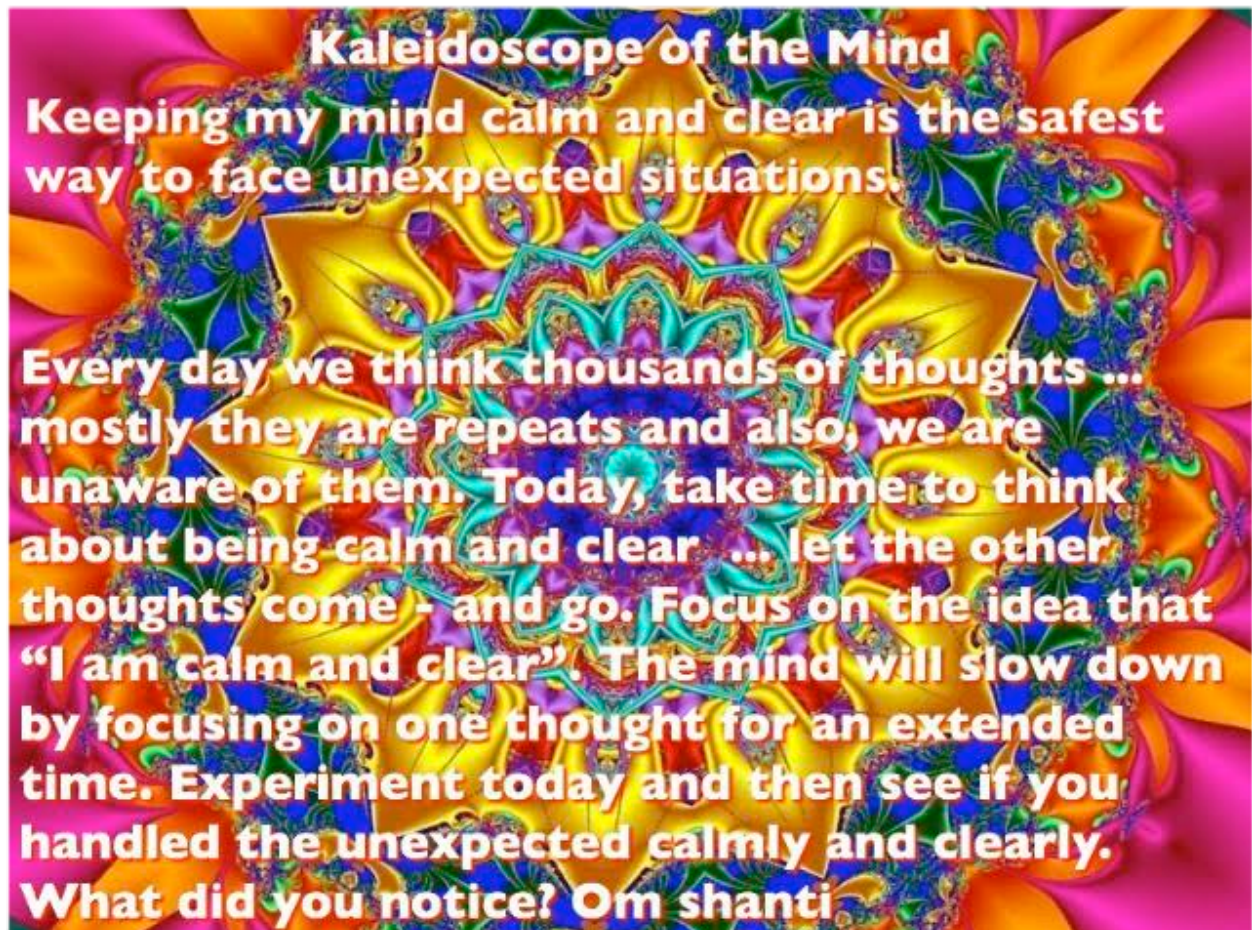 Kaleidoscope of the Mind
Keeping my mind calm and clear is the safest
way to face unexpected situations.
Every day we think thousands of thoughts ...
mostly they are repeats and also, we are
unaware of them. Today, take time to think
about being calm and clear  ... let the other
thoughts come - and go. Focus on the idea that
“I am calm and clear”. The mind will slow down
by focusing on one thought for an extended
time. Experiment today and then see if you
handled the unexpected calmly and clearly.
What did you notice? Om shanti